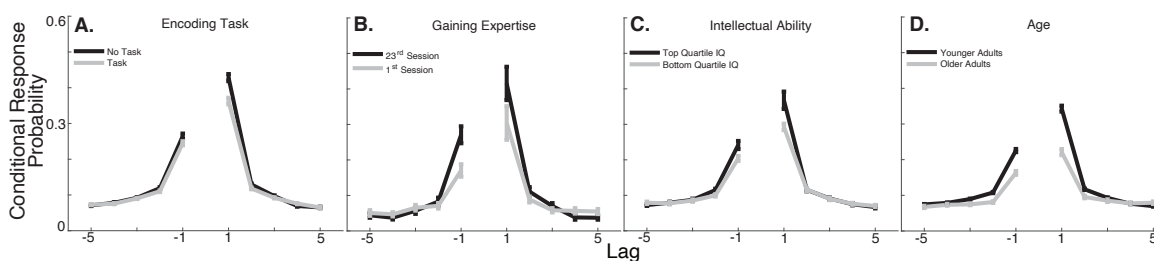 Conditional Response
Probability
0.6
0.3
0
A. Encoding Task
No Task
Task
-5 -1 1 5
B. Gaining Expertise
23rd Session
1st Session
-5 -1 1 5
C. Intellectual Ability
Top Quartile IQ
Bottom Quartile IQ
-5 -1 1 5
D. Age
Younger Adults
Older Adults
-5 -1 1 5
Lag